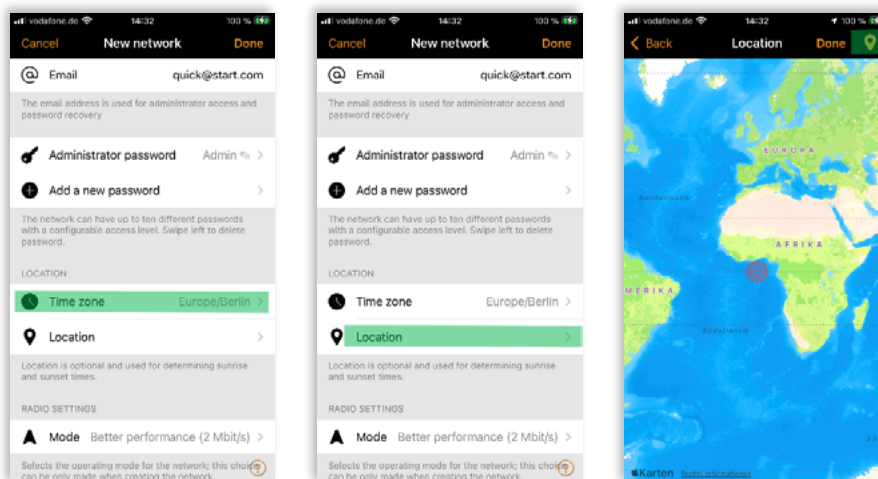 vodafone.de 14:32 100 %
Cancel New network Done
Email quick@start.com
The email address is used for administrator access and
password recovery
Administrator password Admin >
Add a new password >
The network can have up to ten different passwords
with a configurable access level. Swipe left to delete
password.
LOCATION
Time zone Europe/Berlin >
Location >
Location is optional and used for determining sunrise
and sunset times.
RADIO SETTINGS
Mode Better performance (2 Mbit/s) >
Selects the operating mode for the network; this choice
can be only made when creating the network.
vodafone.de 14:32 100 %
Cancel New network Done
Email quick@start.com
The email address is used for administrator access and
password recovery
Administrator password Admin >
Add a new password >
The network can have up to ten different passwords
with a configurable access level. Swipe left to delete
password.
LOCATION
Time zone Europe/Berlin >
Location >
Location is optional and used for determining sunrise
and sunset times.
RADIO SETTINGS
Mode Better performance (2 Mbit/s) >
Selects the operating mode for the network; this choice
can be only made when creating the network.
vodafone.de 14:32 100 %
< Back Location Done
EUROPA
Nordatlantik
AFRIKA
MERIKA
Südatlantik
Karten